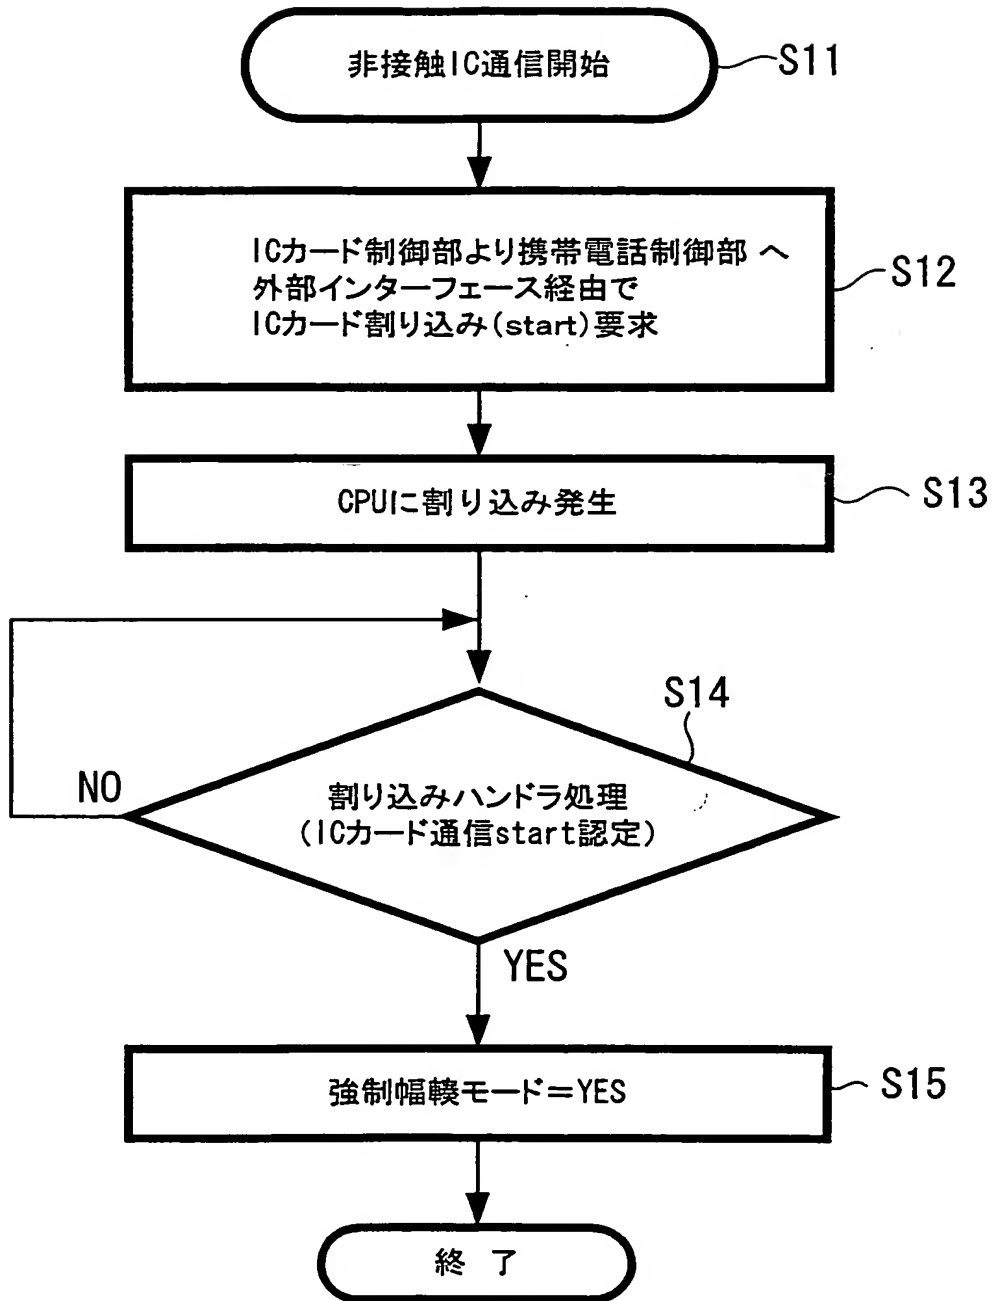 非接触IC通信開始
S11
ICカード制御部より携帯電話制御部へ
外部インターフェース経由で
ICカード割り込み(start)要求
S12
CPUに割り込み発生
S13
S14
割り込みハンドラ処理
(ICカード通信start認定)
NO
YES
強制幅輳モード=YES
S15
終 了